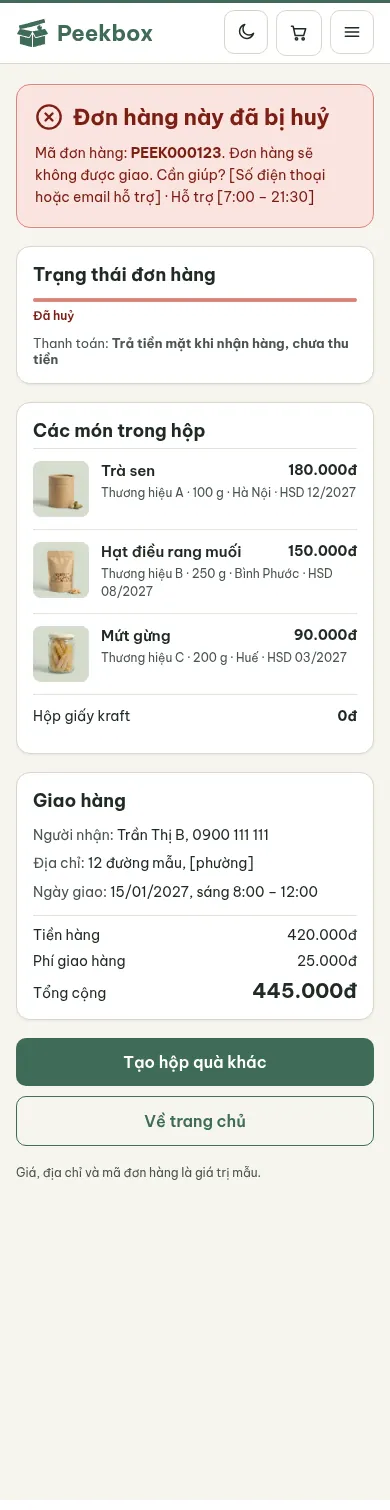 Peekbox
Đơn hàng này đã bị huỷ
Mã đơn hàng: PEEK000123. Đơn hàng sẽ
không được giao. Cần giúp? [Số điện thoại
hoặc email hỗ trợ] · Hỗ trợ [7:00 – 21:30]
Trạng thái đơn hàng
Đã huỷ
Thanh toán: Trả tiền mặt khi nhận hàng, chưa thu
tiền
Các món trong hộp
Trà sen 180.000đ
Thương hiệu A · 100 g · Hà Nội · HSD 12/2027
Hạt điều rang muối 150.000đ
Thương hiệu B · 250 g · Bình Phước · HSD
08/2027
Mứt gừng 90.000đ
Thương hiệu C · 200 g · Huế · HSD 03/2027
Hộp giấy kraft 0đ
Giao hàng
Người nhận: Trần Thị B, 0900 111 111
Địa chỉ: 12 đường mẫu, [phường]
Ngày giao: 15/01/2027, sáng 8:00 – 12:00
Tiền hàng 420.000đ
Phí giao hàng 25.000đ
Tổng cộng 445.000đ
Tạo hộp quà khác
Về trang chủ
Giá, địa chỉ và mã đơn hàng là giá trị mẫu.